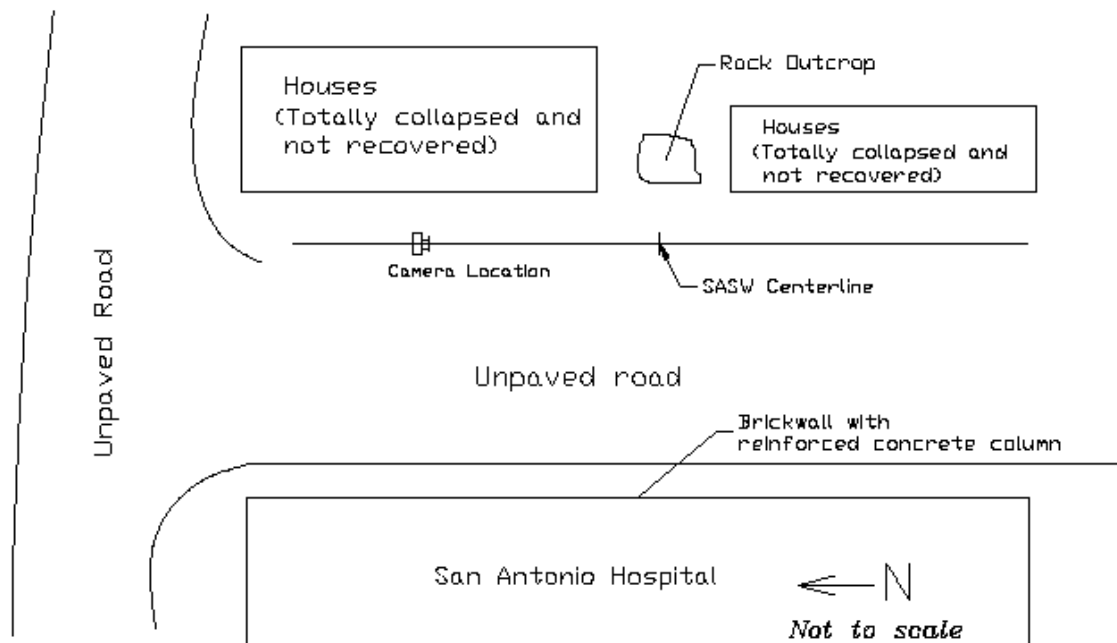 Rock Outcrop
Houses
(Totally collapsed and
not recovered)
Houses
(Totally collapsed and
not recovered)
Camera Location
SASW Centerline
Unpaved Road
Unpaved road
Brickwall with
reinforced concrete column
San Antonio Hospital
N
Not to scale